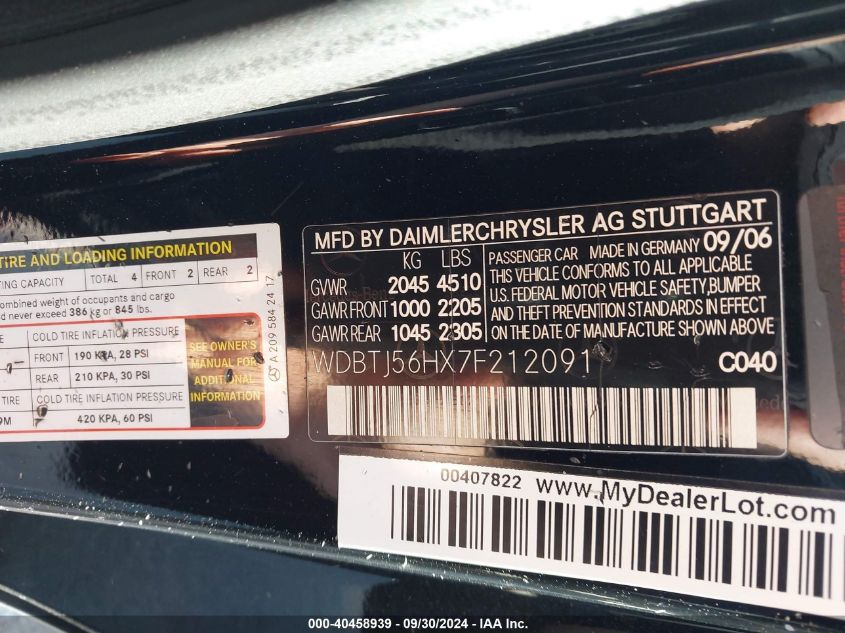 TIRE AND LOADING INFORMATION
TING CAPACITY TOTAL 4 FRONT 2 REAR 2
ombined weight of occupants and cargo
d never exceed 386 kg or 845 lbs.
COLD TIRE INFLATION PRESSURE
FRONT 190 KPA, 28 PSI
REAR 210 KPA, 30 PSI
TIRE COLD TIRE INFLATION PRESSURE
9M 420 KPA, 60 PSI
SEE OWNER'S
MANUAL FOR
ADDITIONAL
INFORMATION
A 209 584 24 17
MFD BY DAIMLERCHRYSLER AG STUTTGART
KG LBS
GVWR 2045 4510
GAWR FRONT 1000 2205
GAWR REAR 1045 2305
PASSENGER CAR MADE IN GERMANY 09/06
THIS VEHICLE CONFORMS TO ALL APPLICABLE
U.S. FEDERAL MOTOR VEHICLE SAFETY,BUMPER
AND THEFT PREVENTION STANDARDS IN EFFECT
ON THE DATE OF MANUFACTURE SHOWN ABOVE
WDBTJ56HX7F212091 C040
00407822 www.MyDealerLot.com
000-40458939 - 09/30/2024 - IAA Inc.